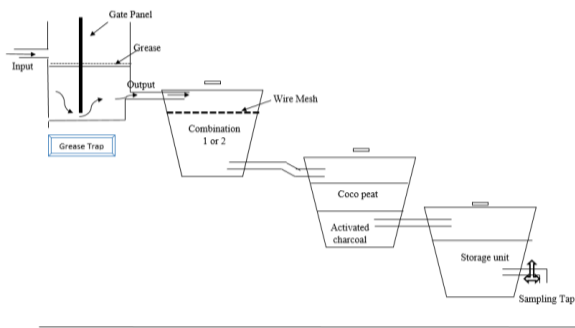 Gate Panel
Grease
Input
Output
Grease Trap
Wire Mesh
Combination
1 or 2
Coco peat
Activated
charcoal
Storage unit
Sampling Tap